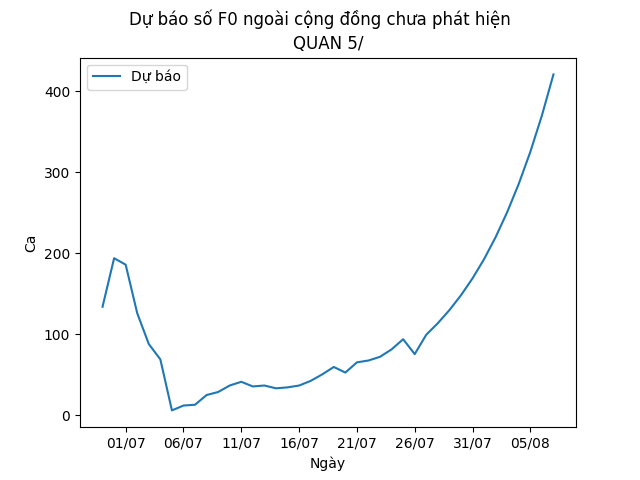 Dự báo số F0 ngoài cộng đồng chưa phát hiện
QUAN 5/
Dự báo
400
300
200
100
0
Ca
01/07 06/07 11/07 16/07 21/07 26/07 31/07 05/08
Ngày